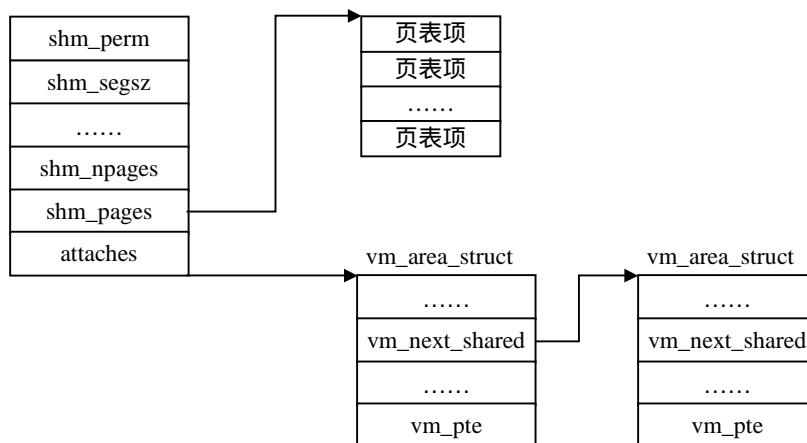 shm_perm
shm_segsz
……
shm_npages
shm_pages
attaches
页表项
页表项
……
页表项
vm_area_struct
……
vm_next_shared
……
vm_pte
vm_area_struct
……
vm_next_shared
……
vm_pte